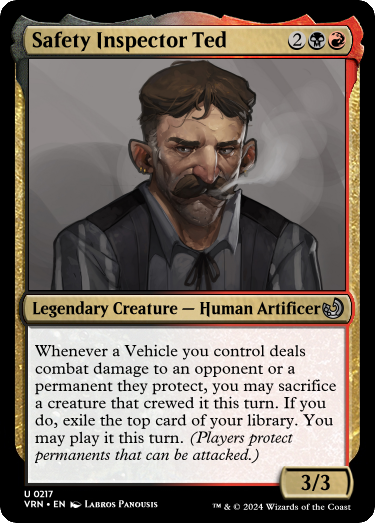 Safety Inspector Ted 2
Legendary Creature — Human Artificer
Whenever a Vehicle you control deals
combat damage to an opponent or a
permanent they protect, you may sacrifice
a creature that crewed it this turn. If you
do, exile the top card of your library. You
may play it this turn. (Players protect
permanents that can be attacked.)
3/3
U 0217
VRN • EN Labros Panousis
™ & © 2024 Wizards of the Coast